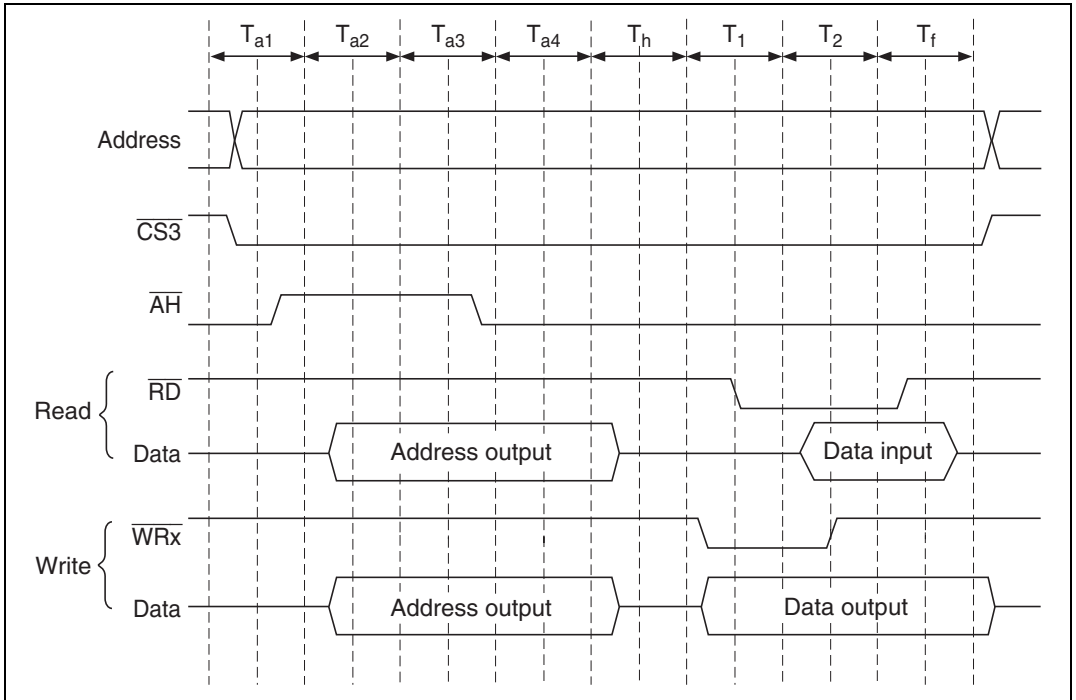 Ta1 Ta2 Ta3 Ta4 Th T1 T2 Tf
Address
CS3
AH
RD
Read
Data Address output Data input
WRx
Write
Data Address output Data output